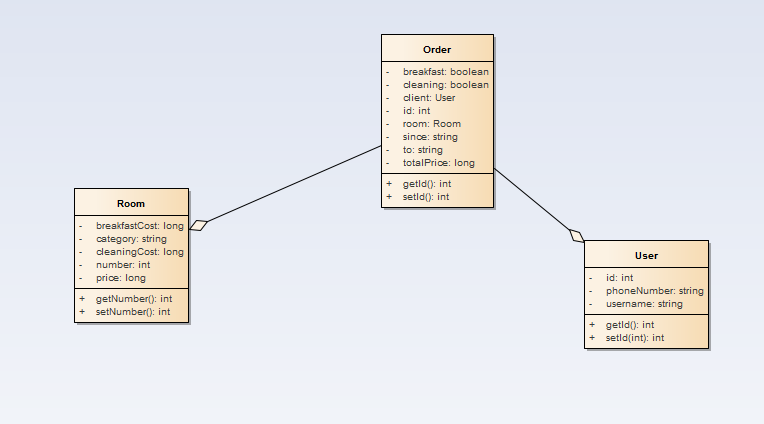 Order
- breakfast: boolean
- cleaning: boolean
- client: User
- id: int
- room: Room
- since: string
- to: string
- totalPrice: long
+ getId(): int
+ setId(): int
Room
- breakfastCost: long
- category: string
- cleaningCost: long
- number: int
- price: long
+ getNumber(): int
+ setNumber(): int
User
- id: int
- phoneNumber: string
- username: string
+ getId(): int
+ setId(int): int